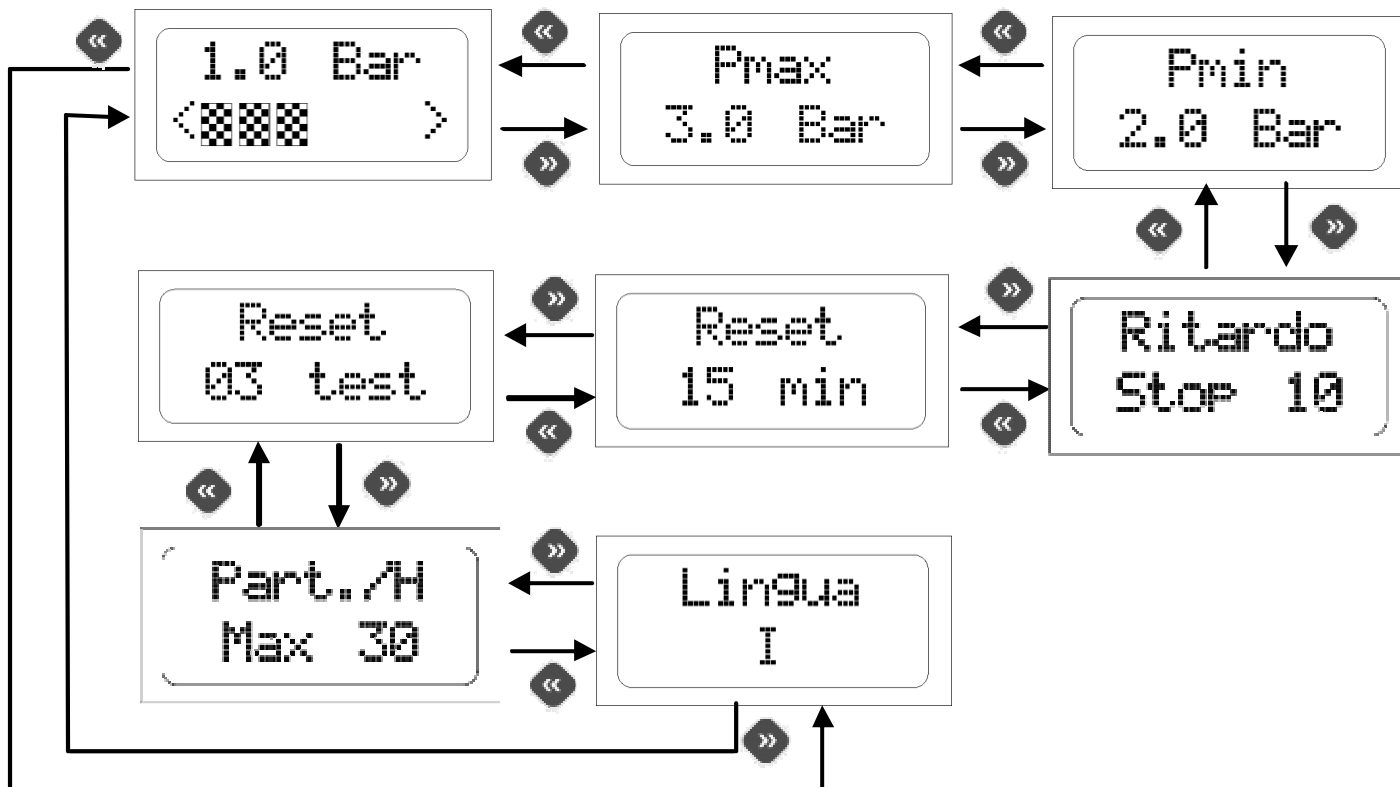 «
1.0 Bar
< >
»
«
Pmax
3.0 Bar
»
«
Pmin
2.0 Bar
«
»
Reset
03 test
»
«
Reset
15 min
»
«
Ritardo
Stop 10
«
»
Part./H
Max 30
»
«
Lingua
I
»